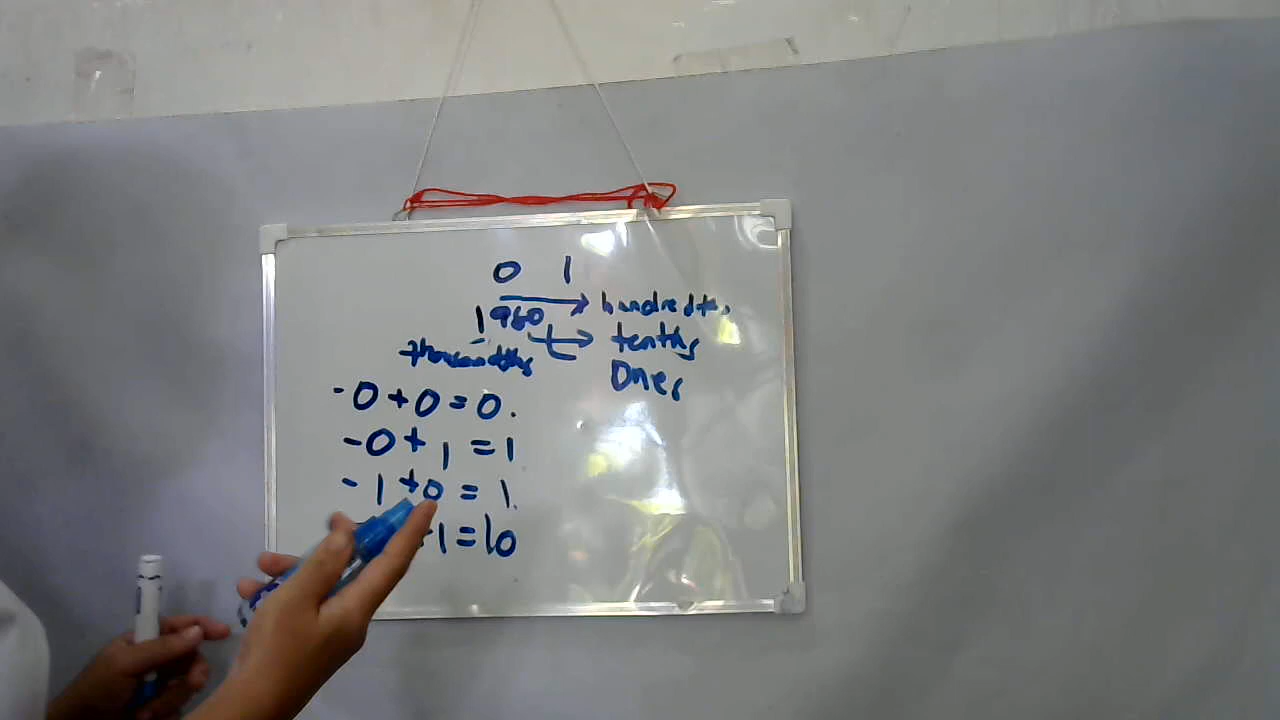 0 1
1960 hundredths
tenths
thousandths
Ones
- 0 + 0 = 0.
- 0 + 1 = 1
- 1 + 0 = 1.
+ 1 = 10